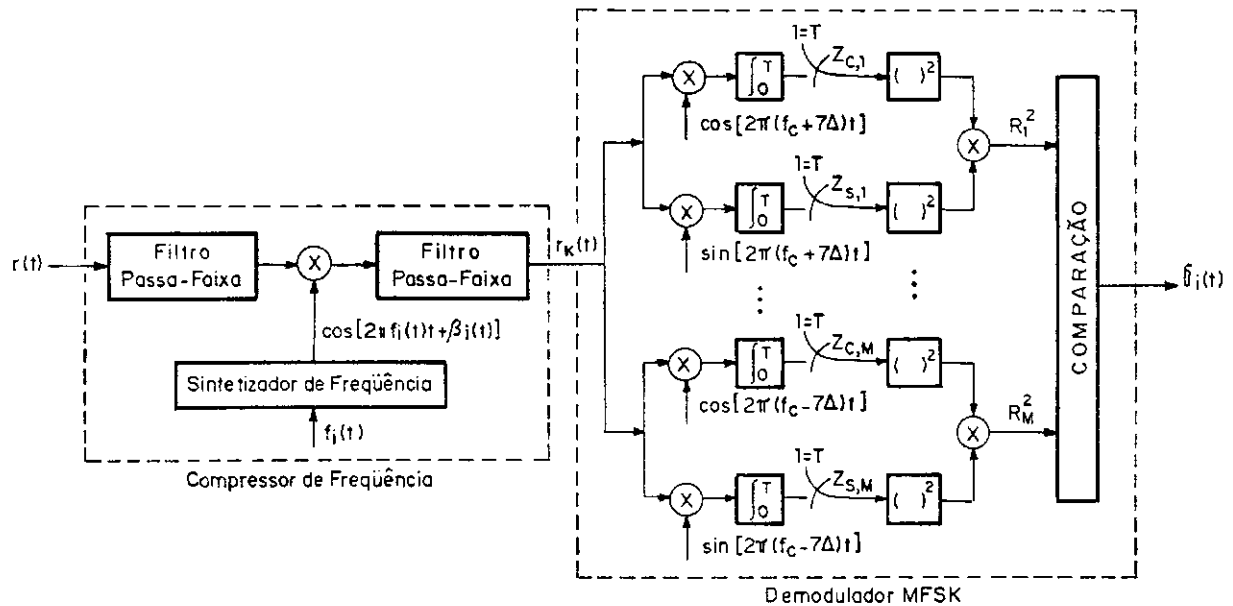 r(t)
Filtro
Passa-Faixa
X
Filtro
Passa-Faixa
r_K(t)
cos[2πf_i(t)t+β_i(t)]
Sintetizador de Freqüência
f_i(t)
Compressor de Freqüência
X
∫_0^T
1=T
Z_C,1
( )²
cos[2π(f_C+7Δ)t]
X
R_1²
X
∫_0^T
1=T
Z_S,1
( )²
sin[2π(f_C+7Δ)t]
X
∫_0^T
1=T
Z_C,M
( )²
cos[2π(f_C-7Δ)t]
X
R_M²
X
∫_0^T
1=T
Z_S,M
( )²
sin[2π(f_C-7Δ)t]
COMPARAÇÃO
Demodulador MFSK